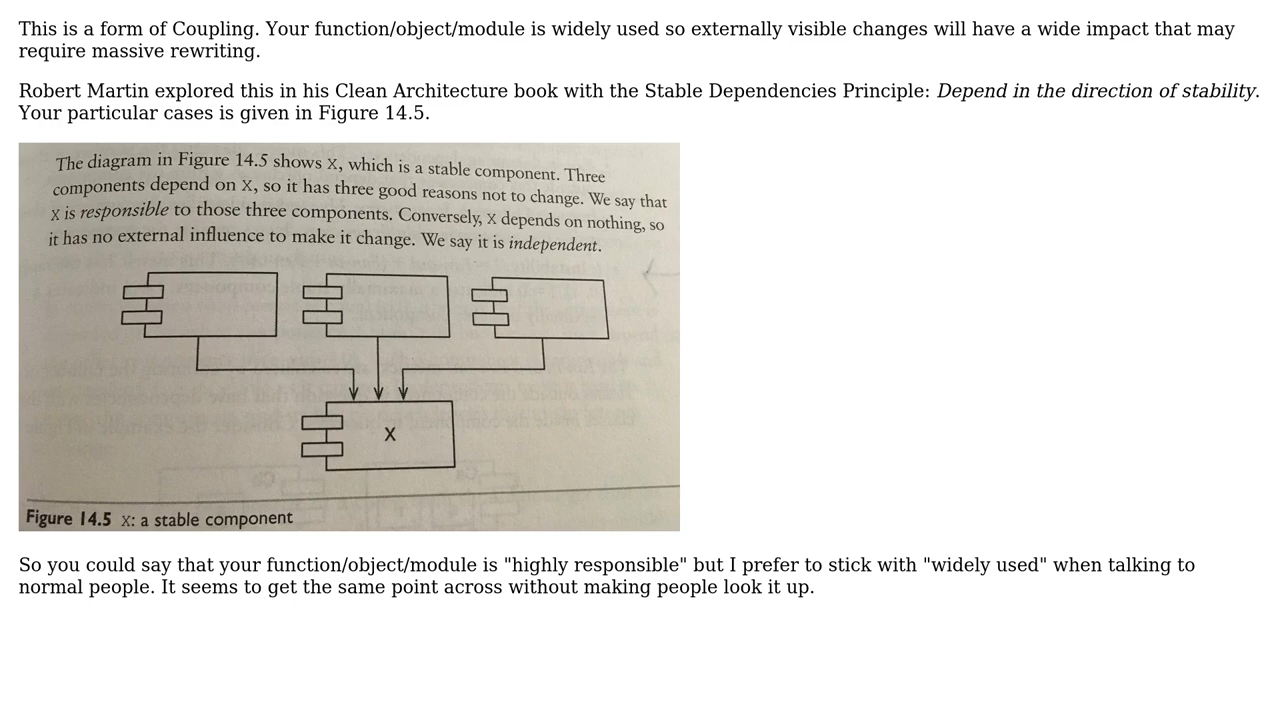 This is a form of Coupling. Your function/object/module is widely used so externally visible changes will have a wide impact that may
require massive rewriting.
Robert Martin explored this in his Clean Architecture book with the Stable Dependencies Principle: Depend in the direction of stability.
Your particular cases is given in Figure 14.5.
The diagram in Figure 14.5 shows X, which is a stable component. Three
components depend on X, so it has three good reasons not to change. We say that
X is responsible to those three components. Conversely, X depends on nothing, so
it has no external influence to make it change. We say it is independent.
X
Figure 14.5 X: a stable component
So you could say that your function/object/module is "highly responsible" but I prefer to stick with "widely used" when talking to
normal people. It seems to get the same point across without making people look it up.